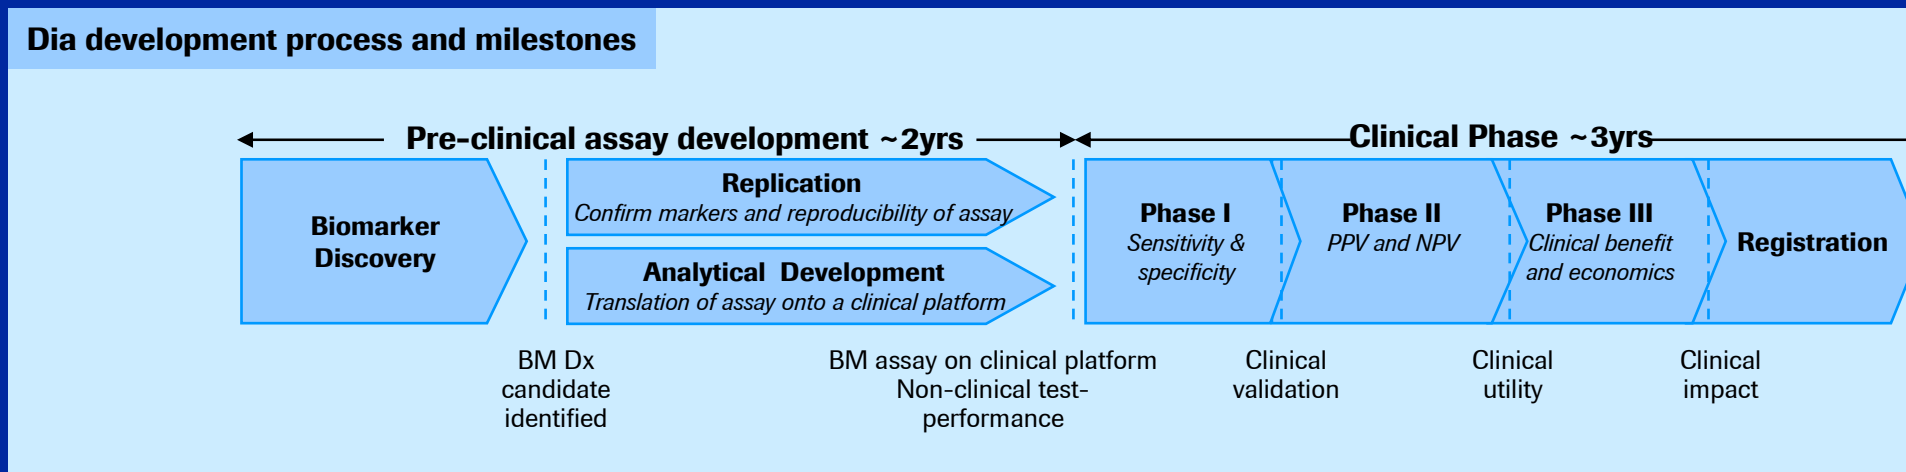 Dia development process and milestones
Pre-clinical assay development ~2yrs
Clinical Phase ~3yrs
Biomarker
Discovery
Replication
Confirm markers and reproducibility of assay
Analytical Development
Translation of assay onto a clinical platform
Phase I
Sensitivity &
specificity
Phase II
PPV and NPV
Phase III
Clinical benefit
and economics
Registration
BM Dx
candidate
identified
BM assay on clinical platform
Non-clinical test-
performance
Clinical
validation
Clinical
utility
Clinical
impact